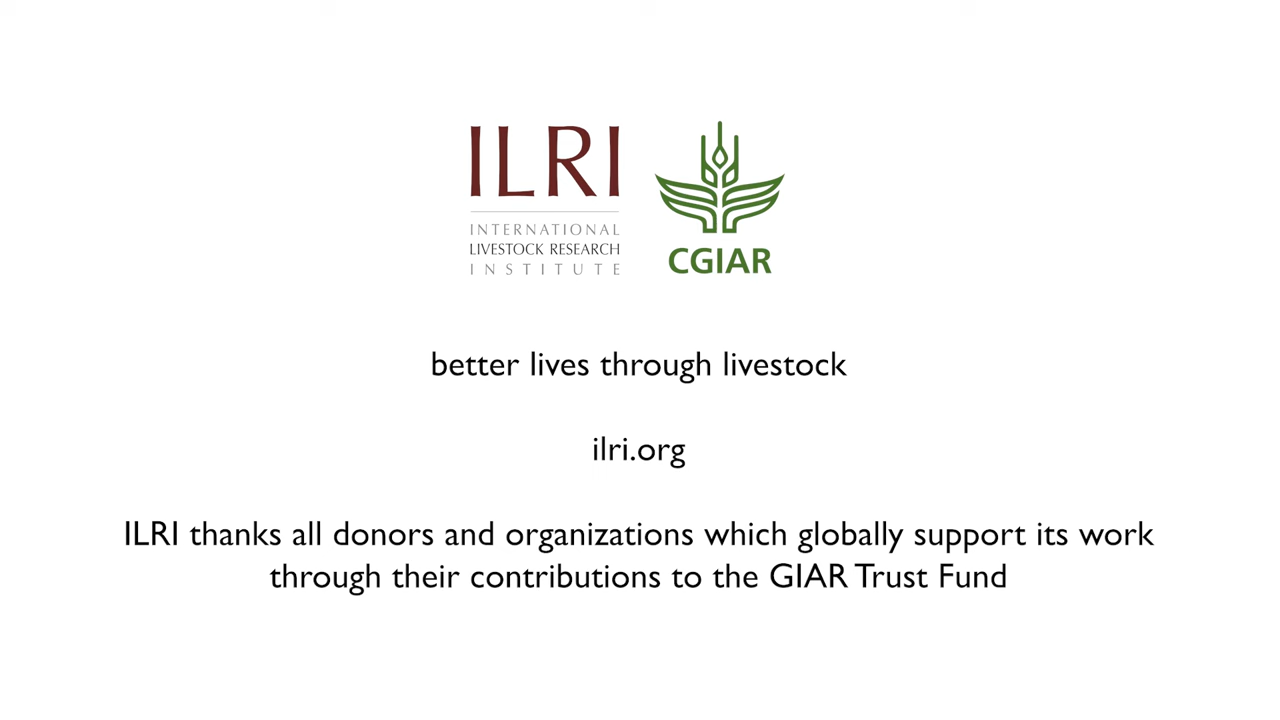 ILRI
INTERNATIONAL
LIVESTOCK RESEARCH
INSTITUTE
CGIAR
better lives through livestock
ilri.org
ILRI thanks all donors and organizations which globally support its work
through their contributions to the GIAR Trust Fund